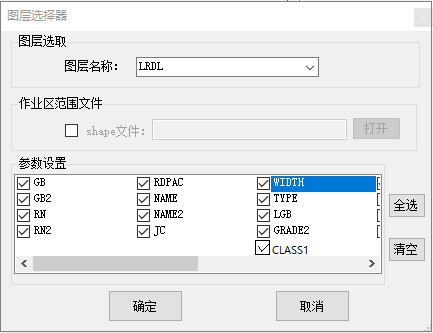 图层选择器
图层选取
图层名称： LRDL
作业区范围文件
shape文件： 打开
参数设置
GB RDPAC WIDTH
GB2 NAME TYPE
RN NAME2 LGB
RN2 JC GRADE2
CLASS1
全选
清空
确定 取消